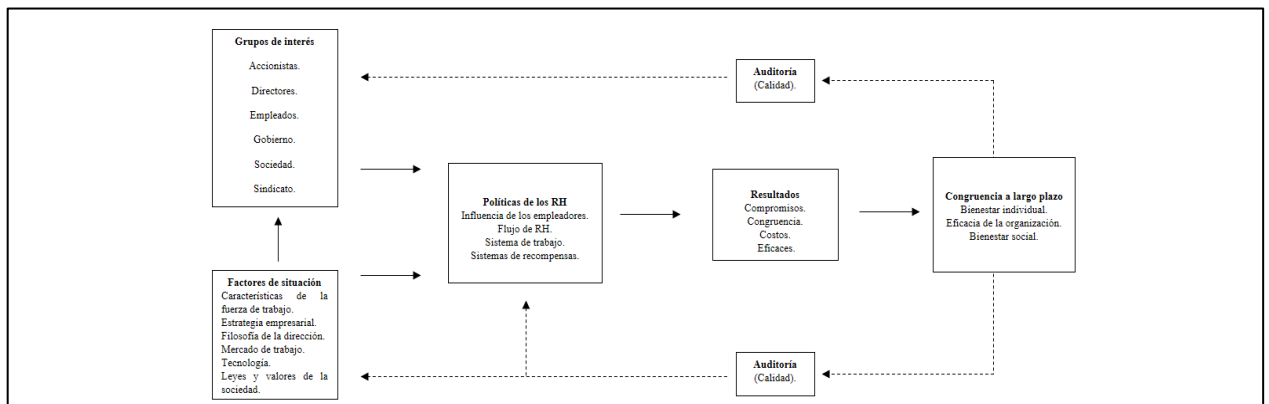 Grupos de interés
Accionistas.
Directores.
Empleados.
Gobierno.
Sociedad.
Sindicato.
Auditoría
(Calidad).
Políticas de los RH
Influencia de los empleadores.
Flujo de RH.
Sistema de trabajo.
Sistemas de recompensas.
Resultados
Compromisos.
Congruencia.
Costos.
Eficaces.
Congruencia a largo plazo
Bienestar individual.
Eficacia de la organización.
Bienestar social.
Factores de situación
Características de la
fuerza de trabajo.
Estrategia empresarial.
Filosofía de la dirección.
Mercado de trabajo.
Tecnología.
Leyes y valores de la
sociedad.
Auditoría
(Calidad).